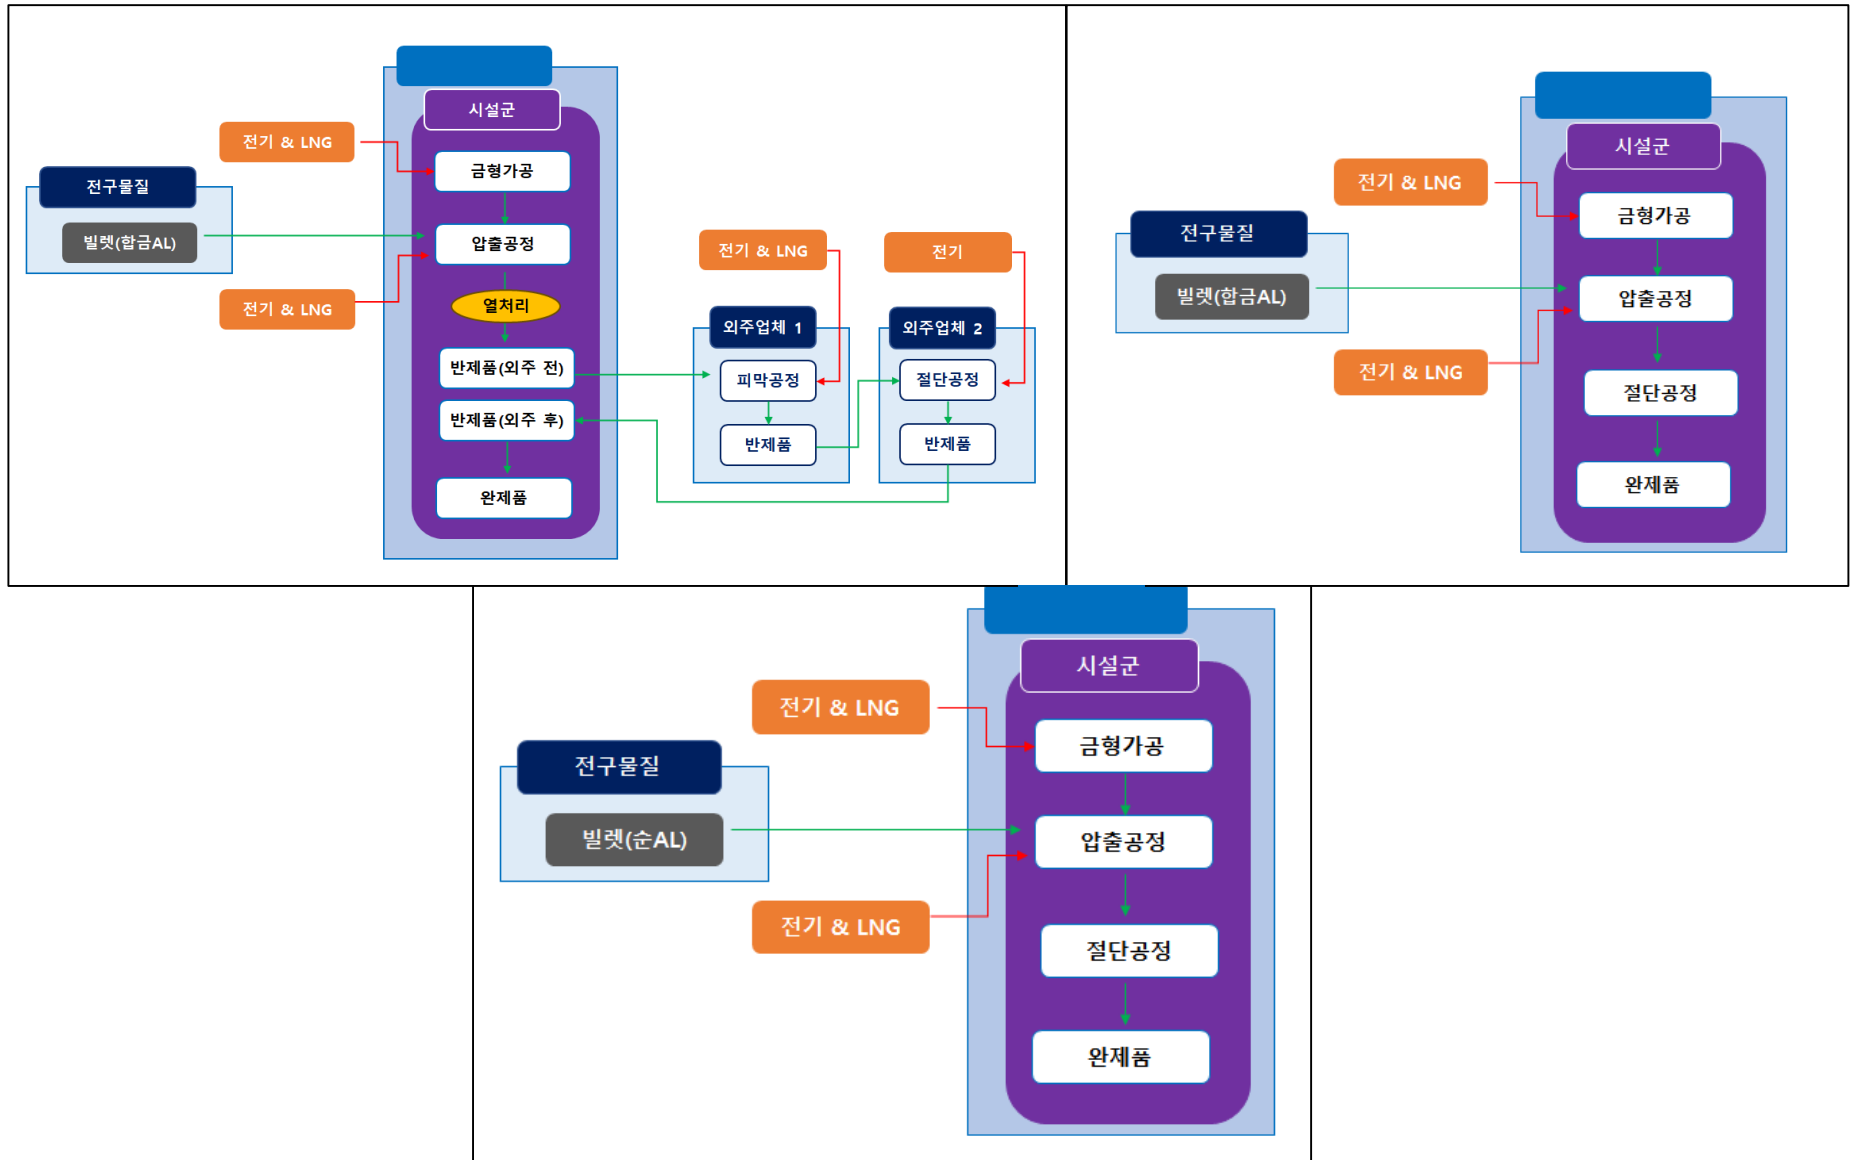 시설군
전기 & LNG
금형가공
전구물질
빌렛(합금AL)
압출공정
전기 & LNG
열처리
반제품(외주 전)
반제품(외주 후)
완제품
전기 & LNG
전기
외주업체 1
외주업체 2
피막공정
절단공정
반제품
반제품
시설군
전기 & LNG
금형가공
전구물질
빌렛(합금AL)
압출공정
전기 & LNG
절단공정
완제품
시설군
전기 & LNG
금형가공
전구물질
빌렛(순AL)
압출공정
전기 & LNG
절단공정
완제품